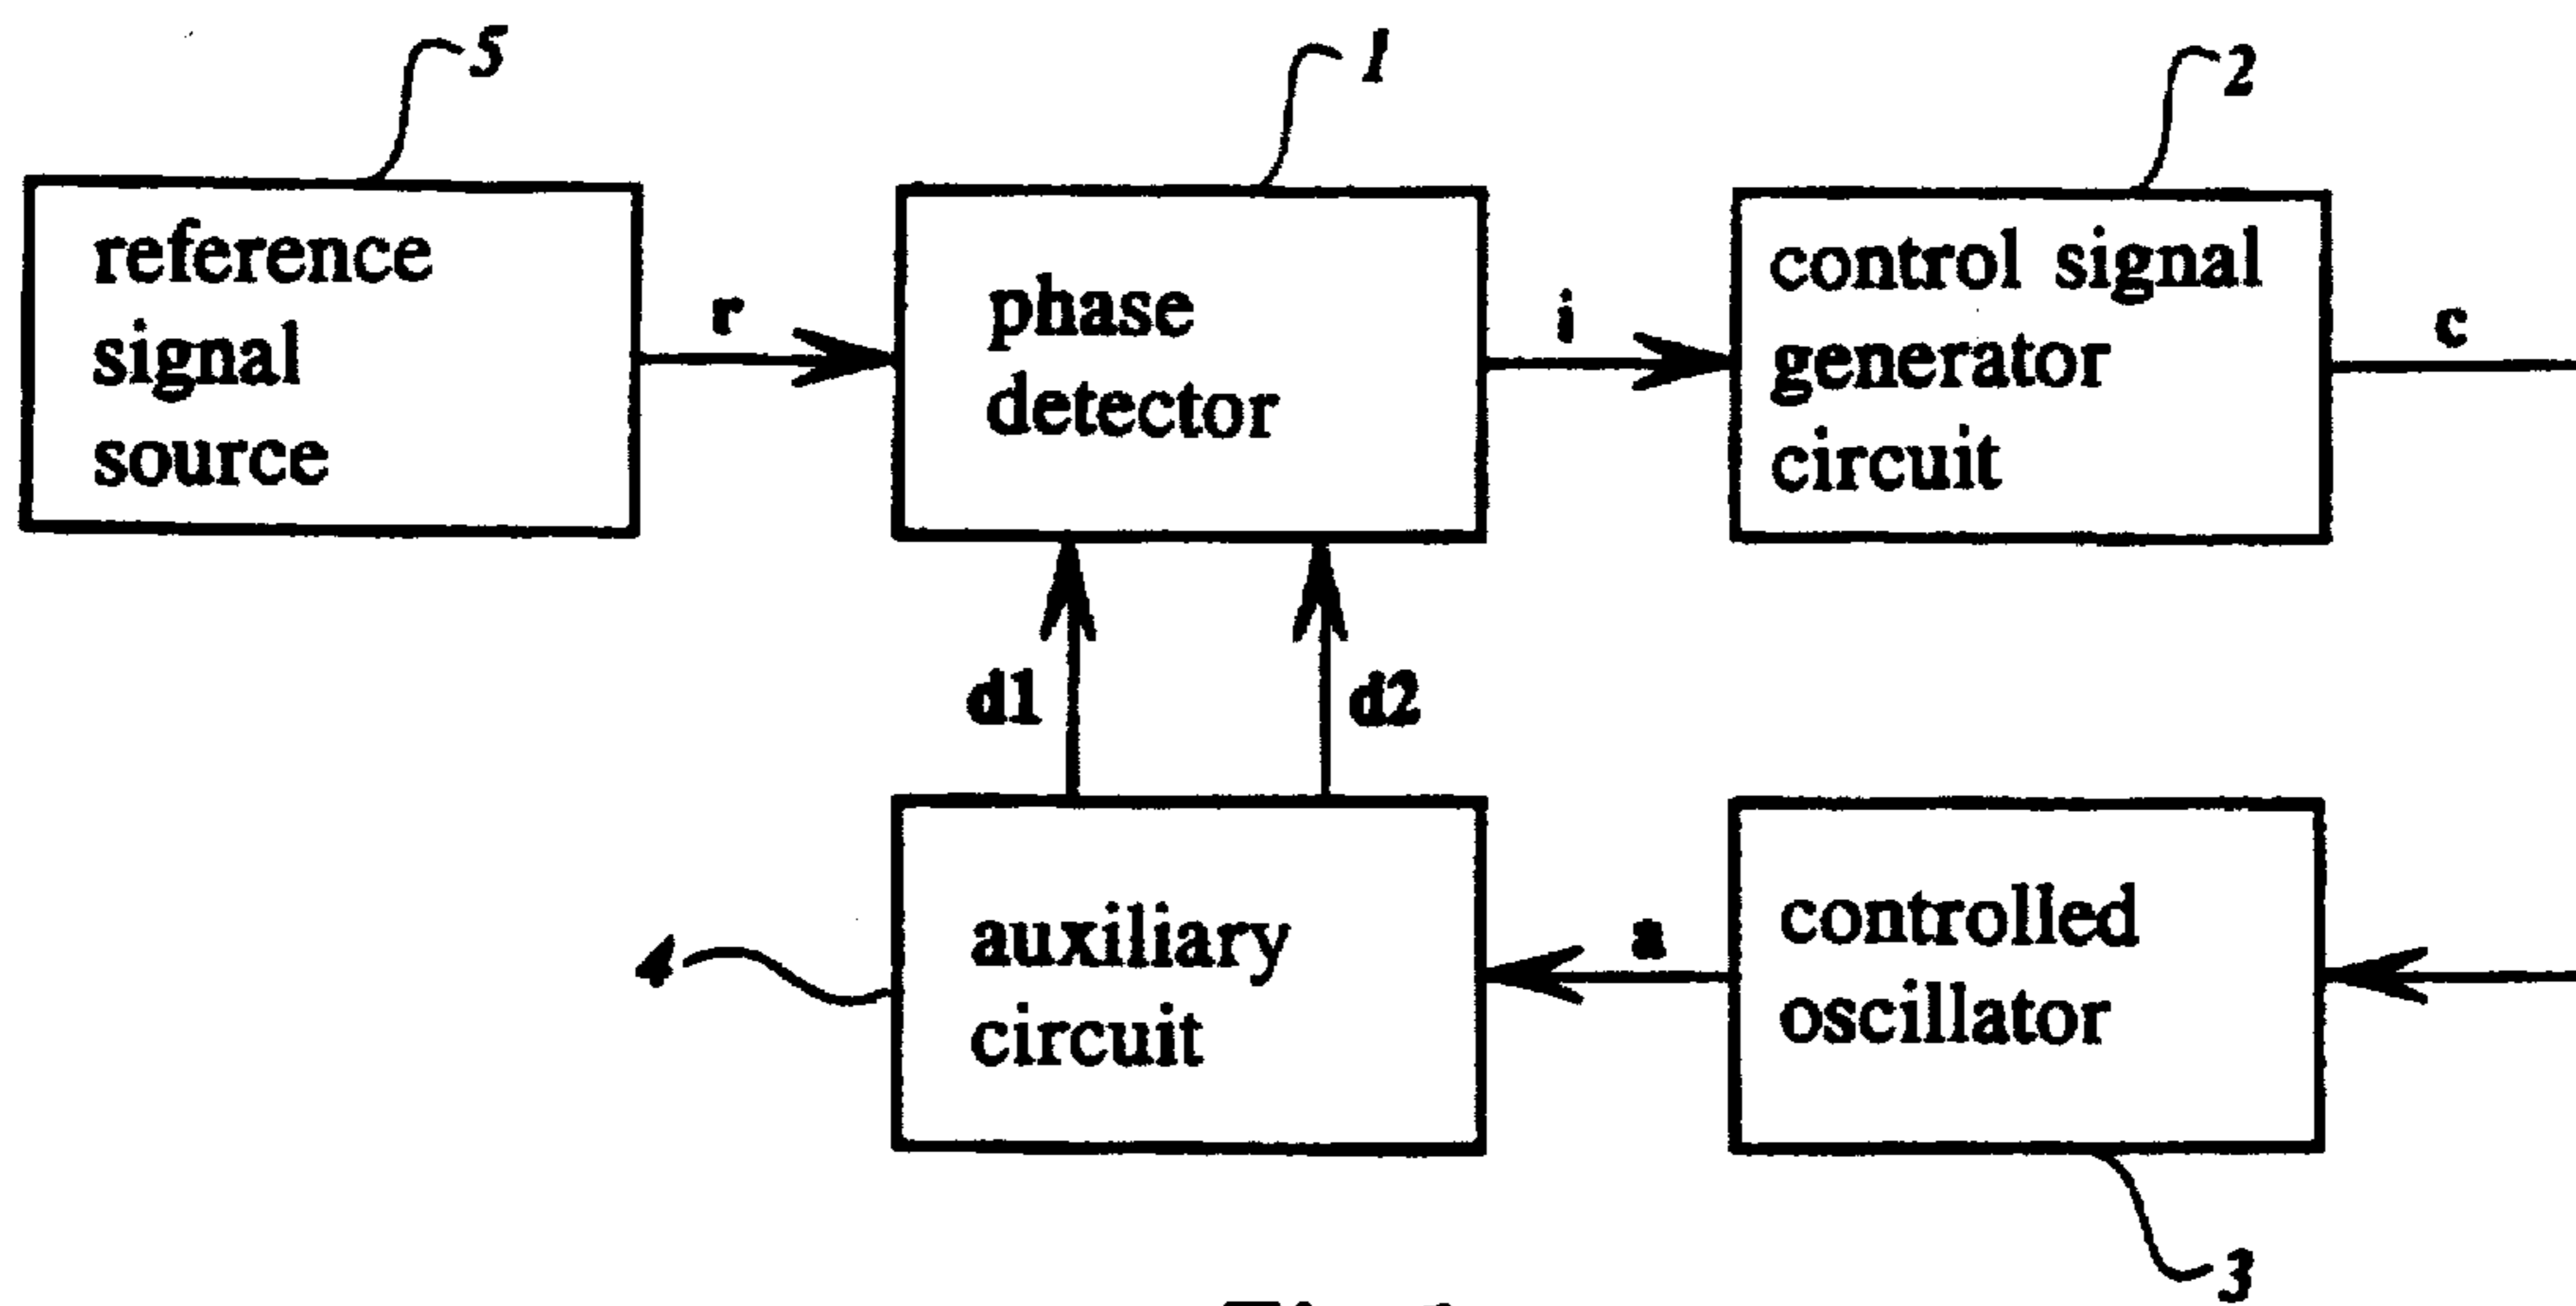 5
1
2
reference
signal
source
r
phase
detector
i
control signal
generator
circuit
c
d1
d2
4
auxiliary
circuit
a
controlled
oscillator
3